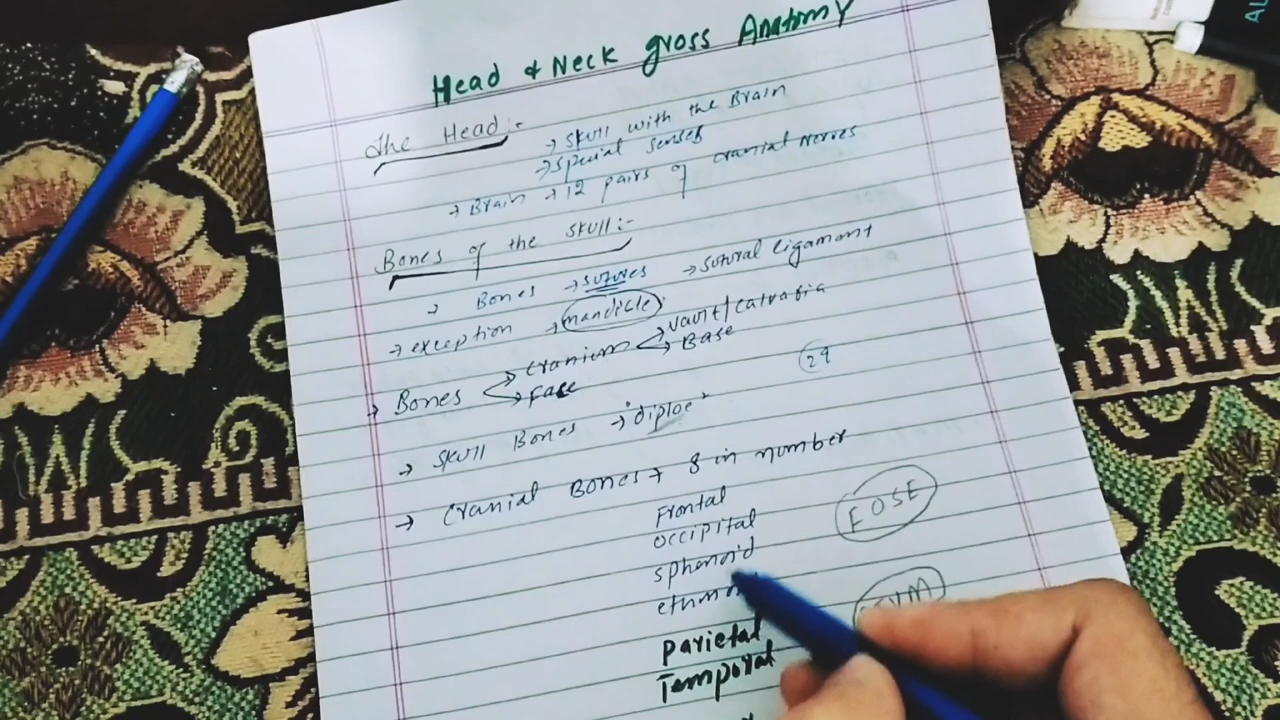 Head & Neck gross Anatomy
The Head:-
→ Skull with the Brain
→ Special senses
→ Brain → 12 pairs of cranial nerves
Bones of the skull:-
→ Bones → sutures → sutural ligament
→ exception → mandible
→ Bones → cranium → vault/calvaria
→ Base
→ Face
29
→ Skull Bones → "diploe"
→ Cranial Bones → 8 in number
Frontal
occipital
sphenoid
EOSE
Parietal
Temporal